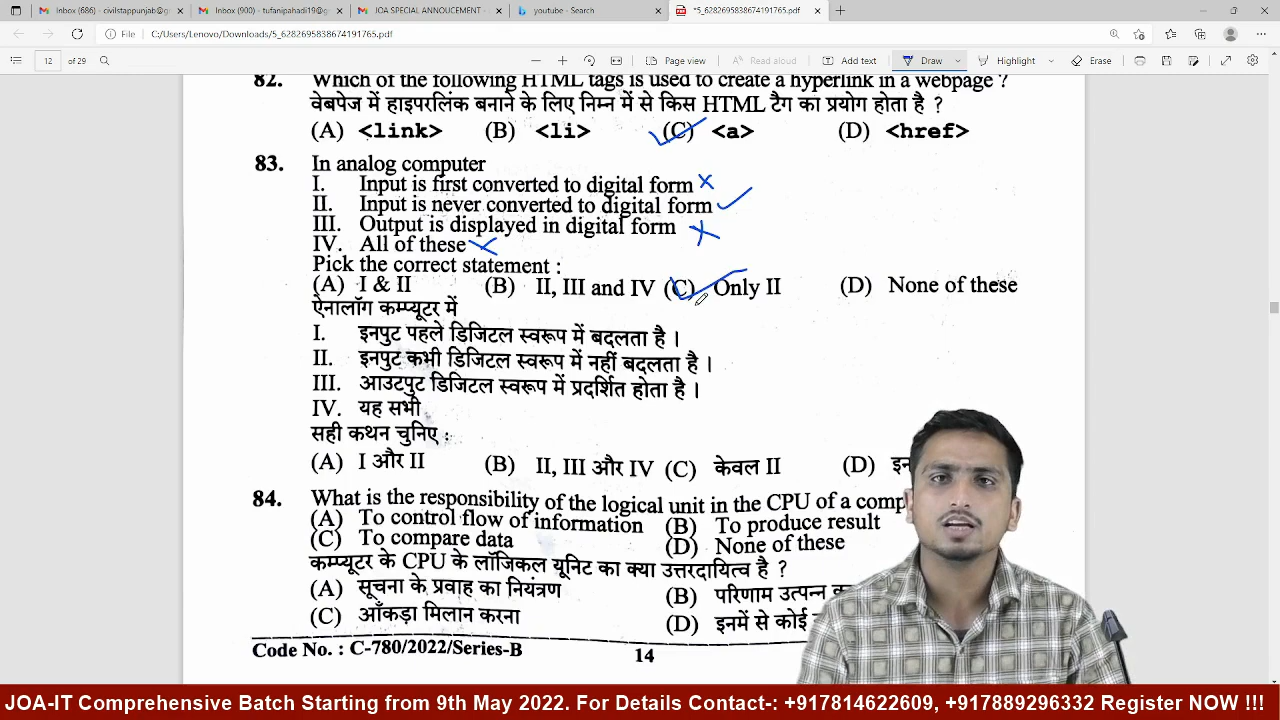 Inbox (686) - civilstappunjab@g
Inbox (900) - tufanipahadi19@g
JOA SPECIAL ANNOUCEMENT -
youtube - Search
*5_6282695838674191765.pdf
File
C:/Users/Lenovo/Downloads/5_6282695838674191765.pdf
12 of 29
Page view
Read aloud
Add text
Draw
Highlight
Erase
82. Which of the following HTML tags is used to create a hyperlink in a webpage ?
वेबपेज में हाइपरलिंक बनाने के लिए निम्न में से किस HTML टैग का प्रयोग होता है ?
(A) <link> (B) <li> (C) <a> (D) <href>
83. In analog computer
I. Input is first converted to digital form
II. Input is never converted to digital form
III. Output is displayed in digital form
IV. All of these
Pick the correct statement :
(A) I & II (B) II, III and IV (C) Only II (D) None of these
ऐनालॉग कम्प्यूटर में
I. इनपुट पहले डिजिटल स्वरूप में बदलता है ।
II. इनपुट कभी डिजिटल स्वरूप में नहीं बदलता है ।
III. आउटपुट डिजिटल स्वरूप में प्रदर्शित होता है ।
IV. यह सभी
सही कथन चुनिए :
(A) I और II (B) II, III और IV (C) केवल II (D)
84. What is the responsibility of the logical unit in the CPU of a comp
(A) To control flow of information (B) To produce result
(C) To compare data (D) None of these
कम्प्यूटर के CPU के लॉजिकल यूनिट का क्या उत्तरदायित्व है ?
(A) सूचना के प्रवाह का नियंत्रण (B) परिणाम उत्पन्न
(C) आँकड़ा मिलान करना (D) इनमें से कोई
Code No. : C-780/2022/Series-B 14
JOA-IT Comprehensive Batch Starting from 9th May 2022. For Details Contact-: +917814622609, +917889296332 Register NOW !!!